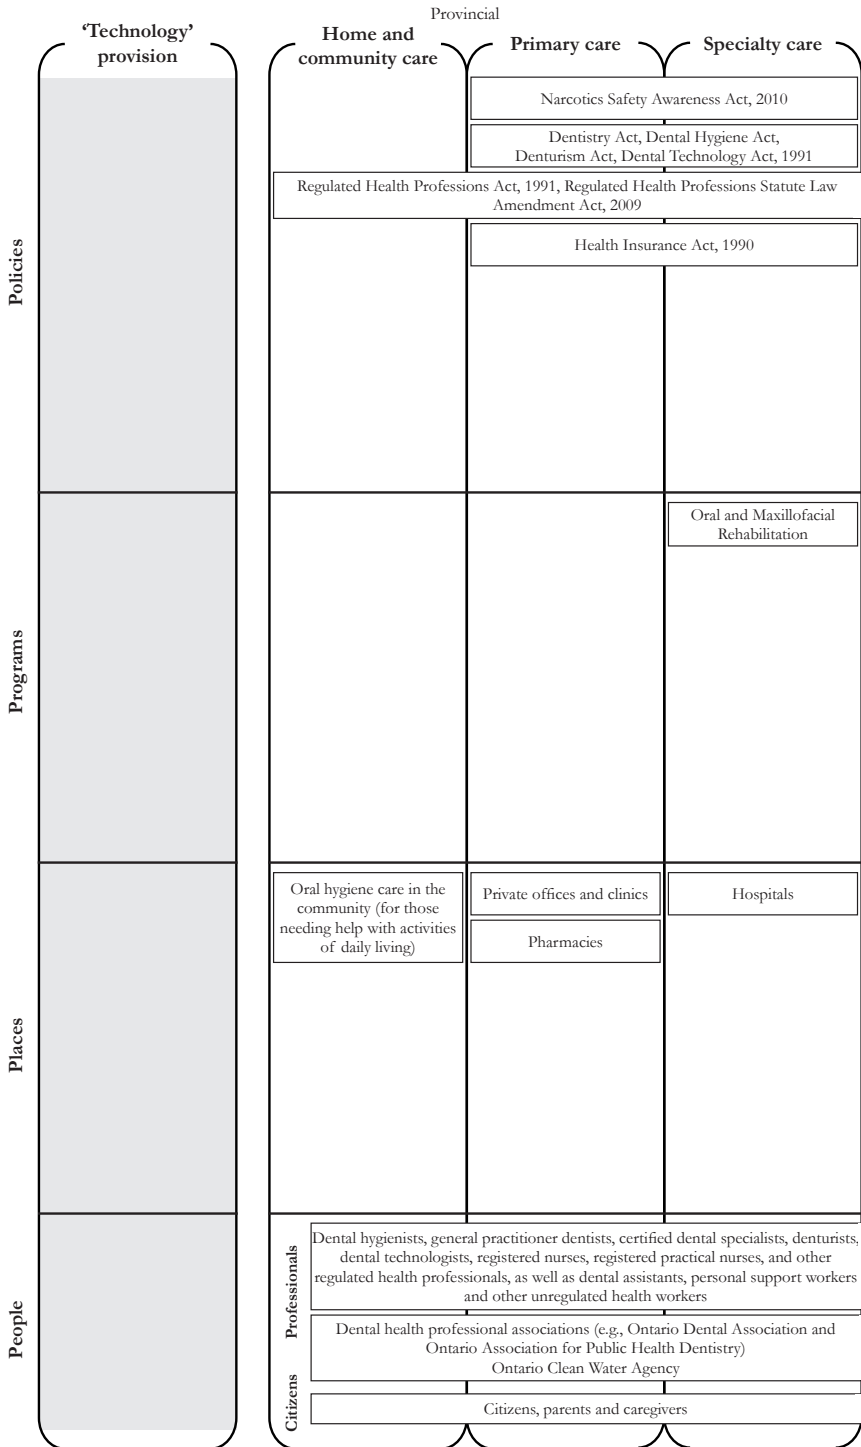 Provincial
‘Technology’
provision
Home and
community care
Primary care
Specialty care
Policies
Narcotics Safety Awareness Act, 2010
Dentistry Act, Dental Hygiene Act,
Denturism Act, Dental Technology Act, 1991
Regulated Health Professions Act, 1991, Regulated Health Professions Statute Law
Amendment Act, 2009
Health Insurance Act, 1990
Programs
Oral and Maxillofacial
Rehabilitation
Places
Oral hygiene care in the
community (for those
needing help with activities
of daily living)
Private offices and clinics
Pharmacies
Hospitals
People
Professionals
Dental hygienists, general practitioner dentists, certified dental specialists, denturists,
dental technologists, registered nurses, registered practical nurses, and other
regulated health professionals, as well as dental assistants, personal support workers
and other unregulated health workers
Dental health professional associations (e.g., Ontario Dental Association and
Ontario Association for Public Health Dentistry)
Ontario Clean Water Agency
Citizens
Citizens, parents and caregivers